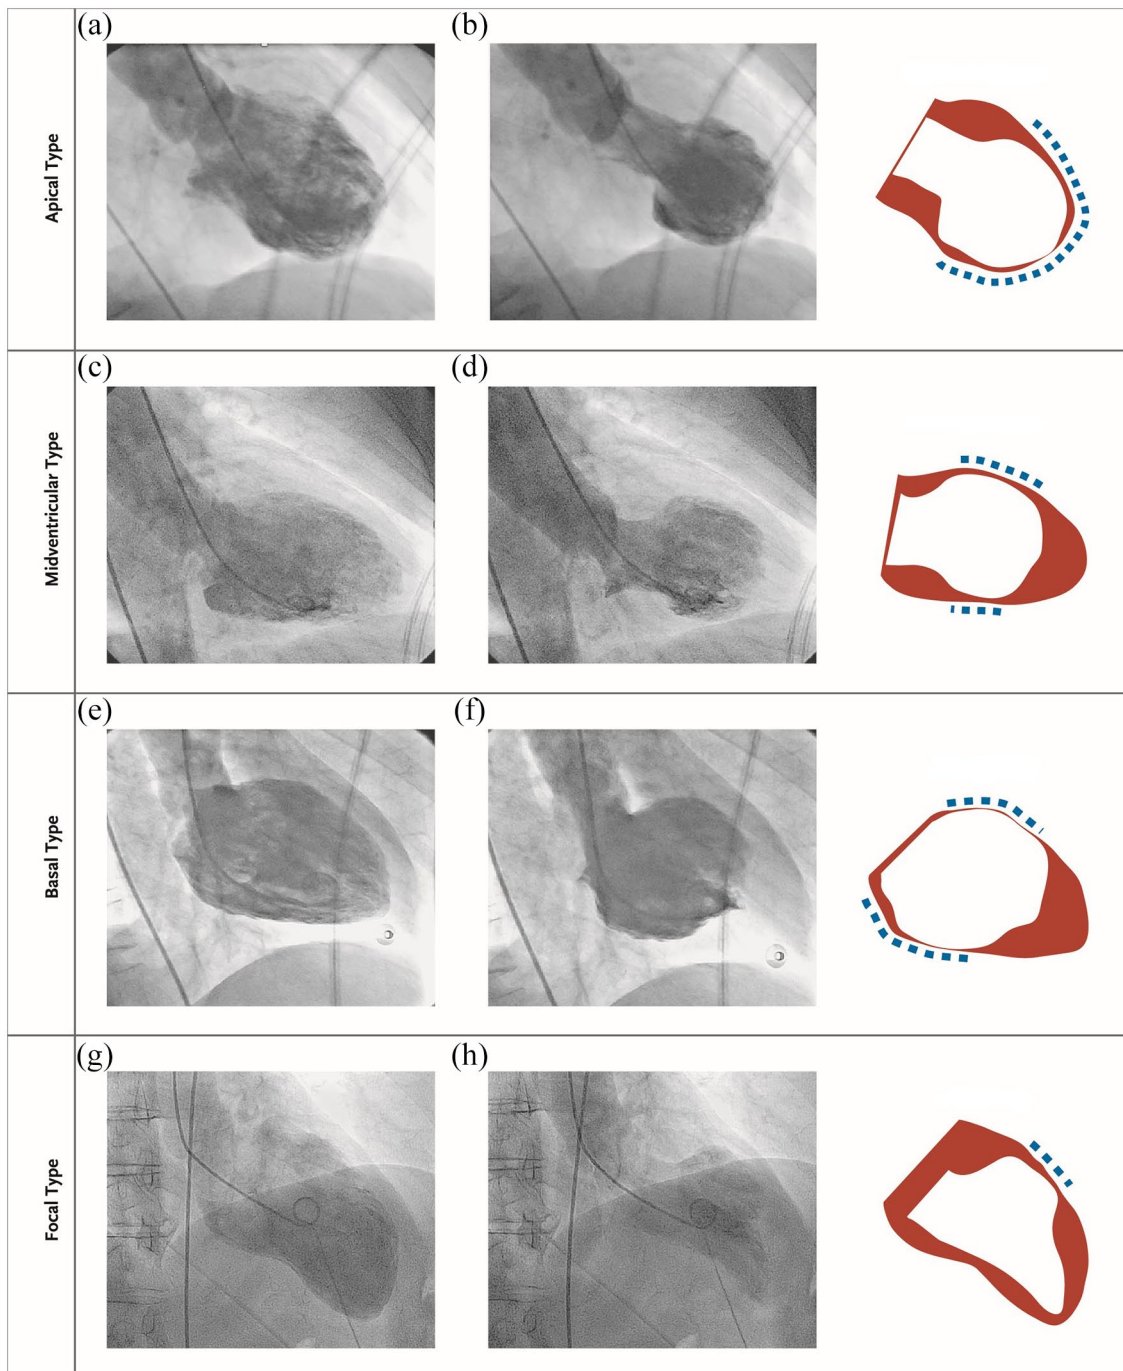 (a)
(b)
Apical Type
(c)
(d)
Midventricular Type
(e)
(f)
Basal Type
(g)
(h)
Focal Type